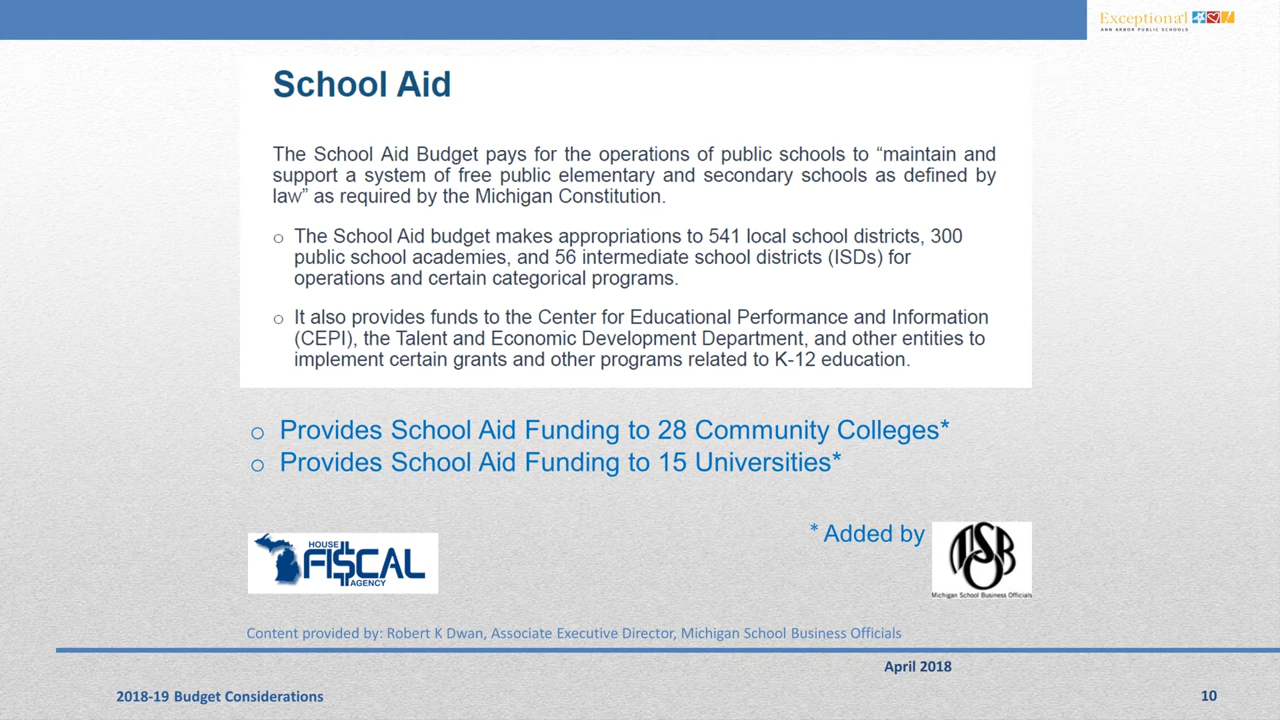 Exceptional
ANN ARBOR PUBLIC SCHOOLS
School Aid
The School Aid Budget pays for the operations of public schools to “maintain and
support a system of free public elementary and secondary schools as defined by
law” as required by the Michigan Constitution.
o The School Aid budget makes appropriations to 541 local school districts, 300
public school academies, and 56 intermediate school districts (ISDs) for
operations and certain categorical programs.
o It also provides funds to the Center for Educational Performance and Information
(CEPI), the Talent and Economic Development Department, and other entities to
implement certain grants and other programs related to K-12 education.
o Provides School Aid Funding to 28 Community Colleges*
o Provides School Aid Funding to 15 Universities*
* Added by
MSBO
Michigan School Business Officials
HOUSE
FI$CAL
AGENCY
Content provided by: Robert K Dwan, Associate Executive Director, Michigan School Business Officials
April 2018
2018-19 Budget Considerations
10